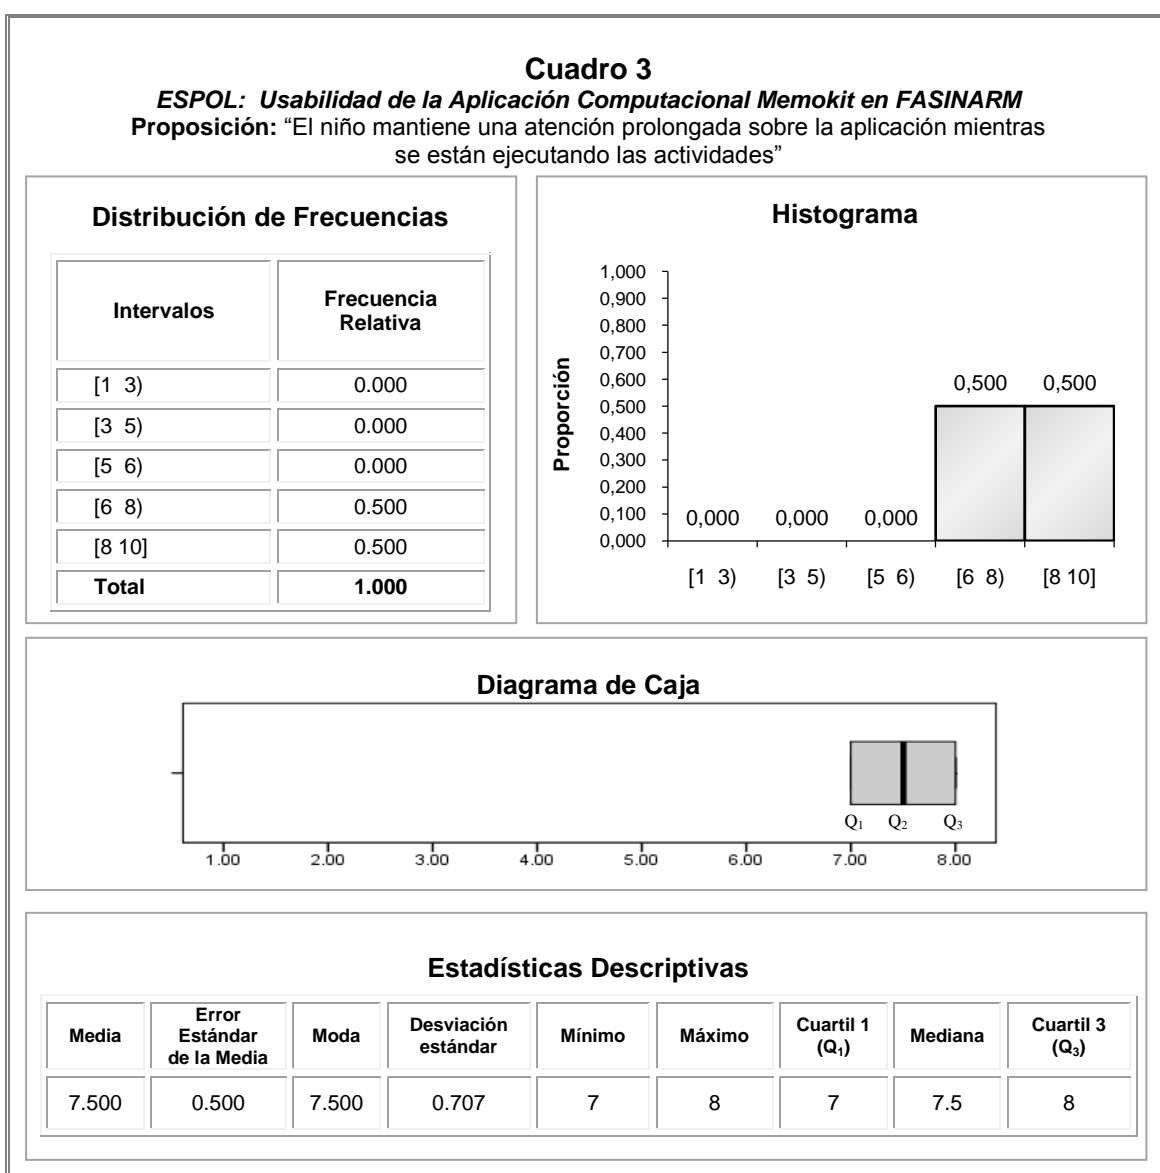 Cuadro 3
ESPOL: Usabilidad de la Aplicación Computacional Memokit en FASINARM
Proposición: “El niño mantiene una atención prolongada sobre la aplicación mientras
se están ejecutando las actividades”
Distribución de Frecuencias
Intervalos Frecuencia Relativa
[1 3) 0.000
[3 5) 0.000
[5 6) 0.000
[6 8) 0.500
[8 10] 0.500
Total 1.000
Histograma
Proporción
1,000
0,900
0,800
0,700
0,600
0,500
0,400
0,300
0,200
0,100
0,000
0,000 0,000 0,000 0,500 0,500
[1 3) [3 5) [5 6) [6 8) [8 10]
Diagrama de Caja
Q1 Q2 Q3
1.00 2.00 3.00 4.00 5.00 6.00 7.00 8.00
Estadísticas Descriptivas
Media Error Estándar de la Media Moda Desviación estándar Mínimo Máximo Cuartil 1 (Q1) Mediana Cuartil 3 (Q3)
7.500 0.500 7.500 0.707 7 8 7 7.5 8